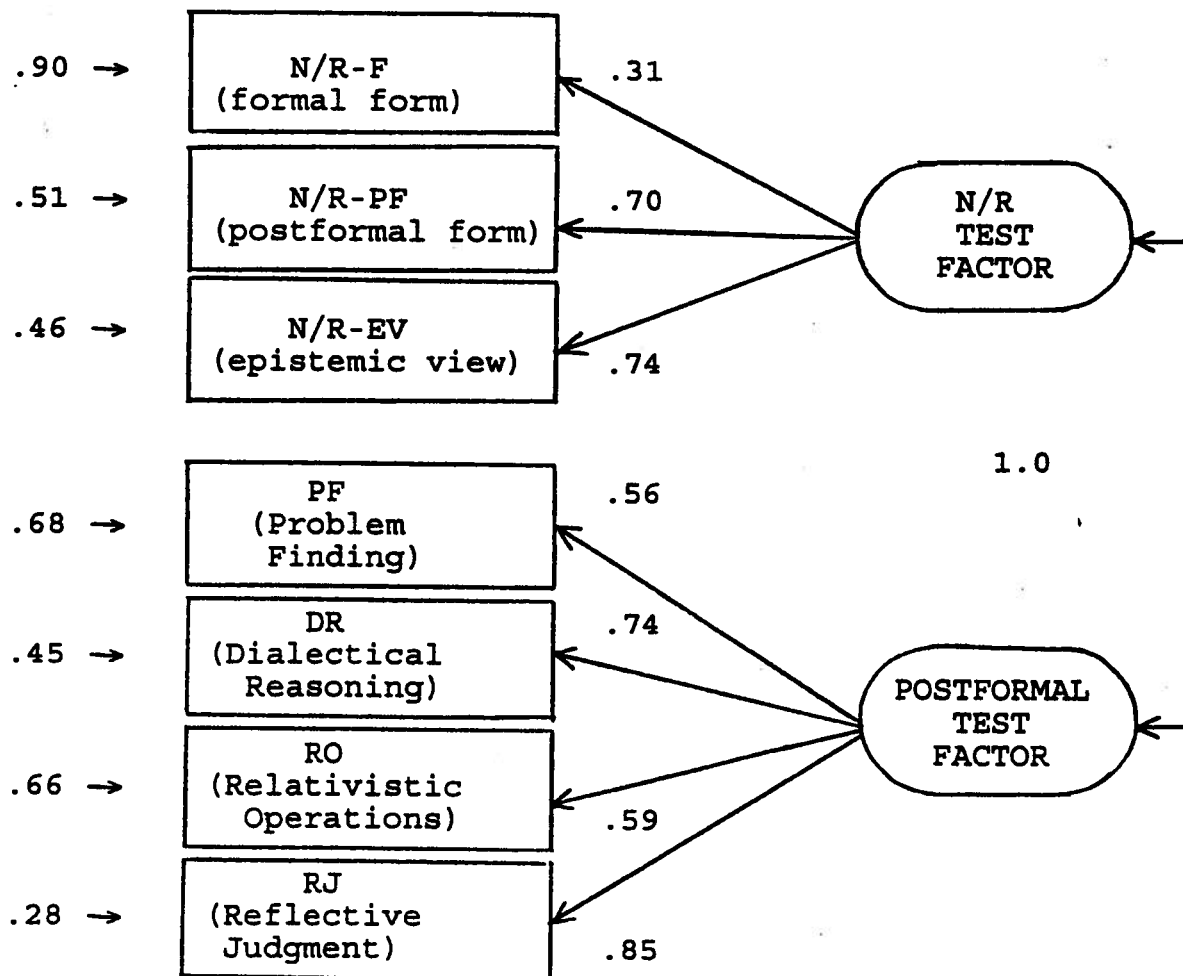 .90 → N/R-F .31
(formal form)
.51 → N/R-PF .70
(postformal form)
.46 → N/R-EV
(epistemic view) .74
N/R
TEST
FACTOR
1.0
PF .56
.68 → (Problem
Finding)
DR .74
.45 → (Dialectical
Reasoning)
RO
.66 → (Relativistic
Operations) .59
RJ
.28 → (Reflective
Judgment) .85
POSTFORMAL
TEST
FACTOR